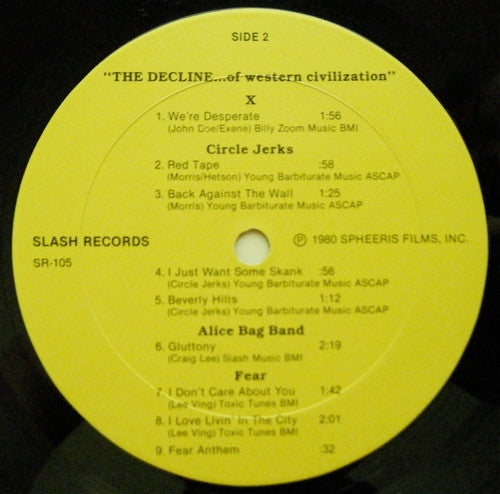 SIDE 2
"THE DECLINE...of western civilization"
X
1. We're Desperate 1:56
(John Doe/Exene) Billy Zoom Music BMI
Circle Jerks
2. Red Tape :58
(Morris/Hetson) Young Barbiturate Music ASCAP
3. Back Against The Wall 1:25
(Morris) Young Barbiturate Music ASCAP
SLASH RECORDS ℗ 1980 SPHEERIS FILMS, INC.
SR-105
4. I Just Want Some Skank :56
(Circle Jerks) Young Barbiturate Music ASCAP
5. Beverly Hills 1:12
(Circle Jerks) Young Barbiturate Music ASCAP
Alice Bag Band
6. Gluttony 2:19
(Craig Lee) Slash Music BMI
Fear
7. I Don't Care About You 1:42
(Lee Ving) Toxic Tunes BMI
8. I Love Livin' In The City 2:01
(Lee Ving) Toxic Tunes BMI
9. Fear Anthem :32